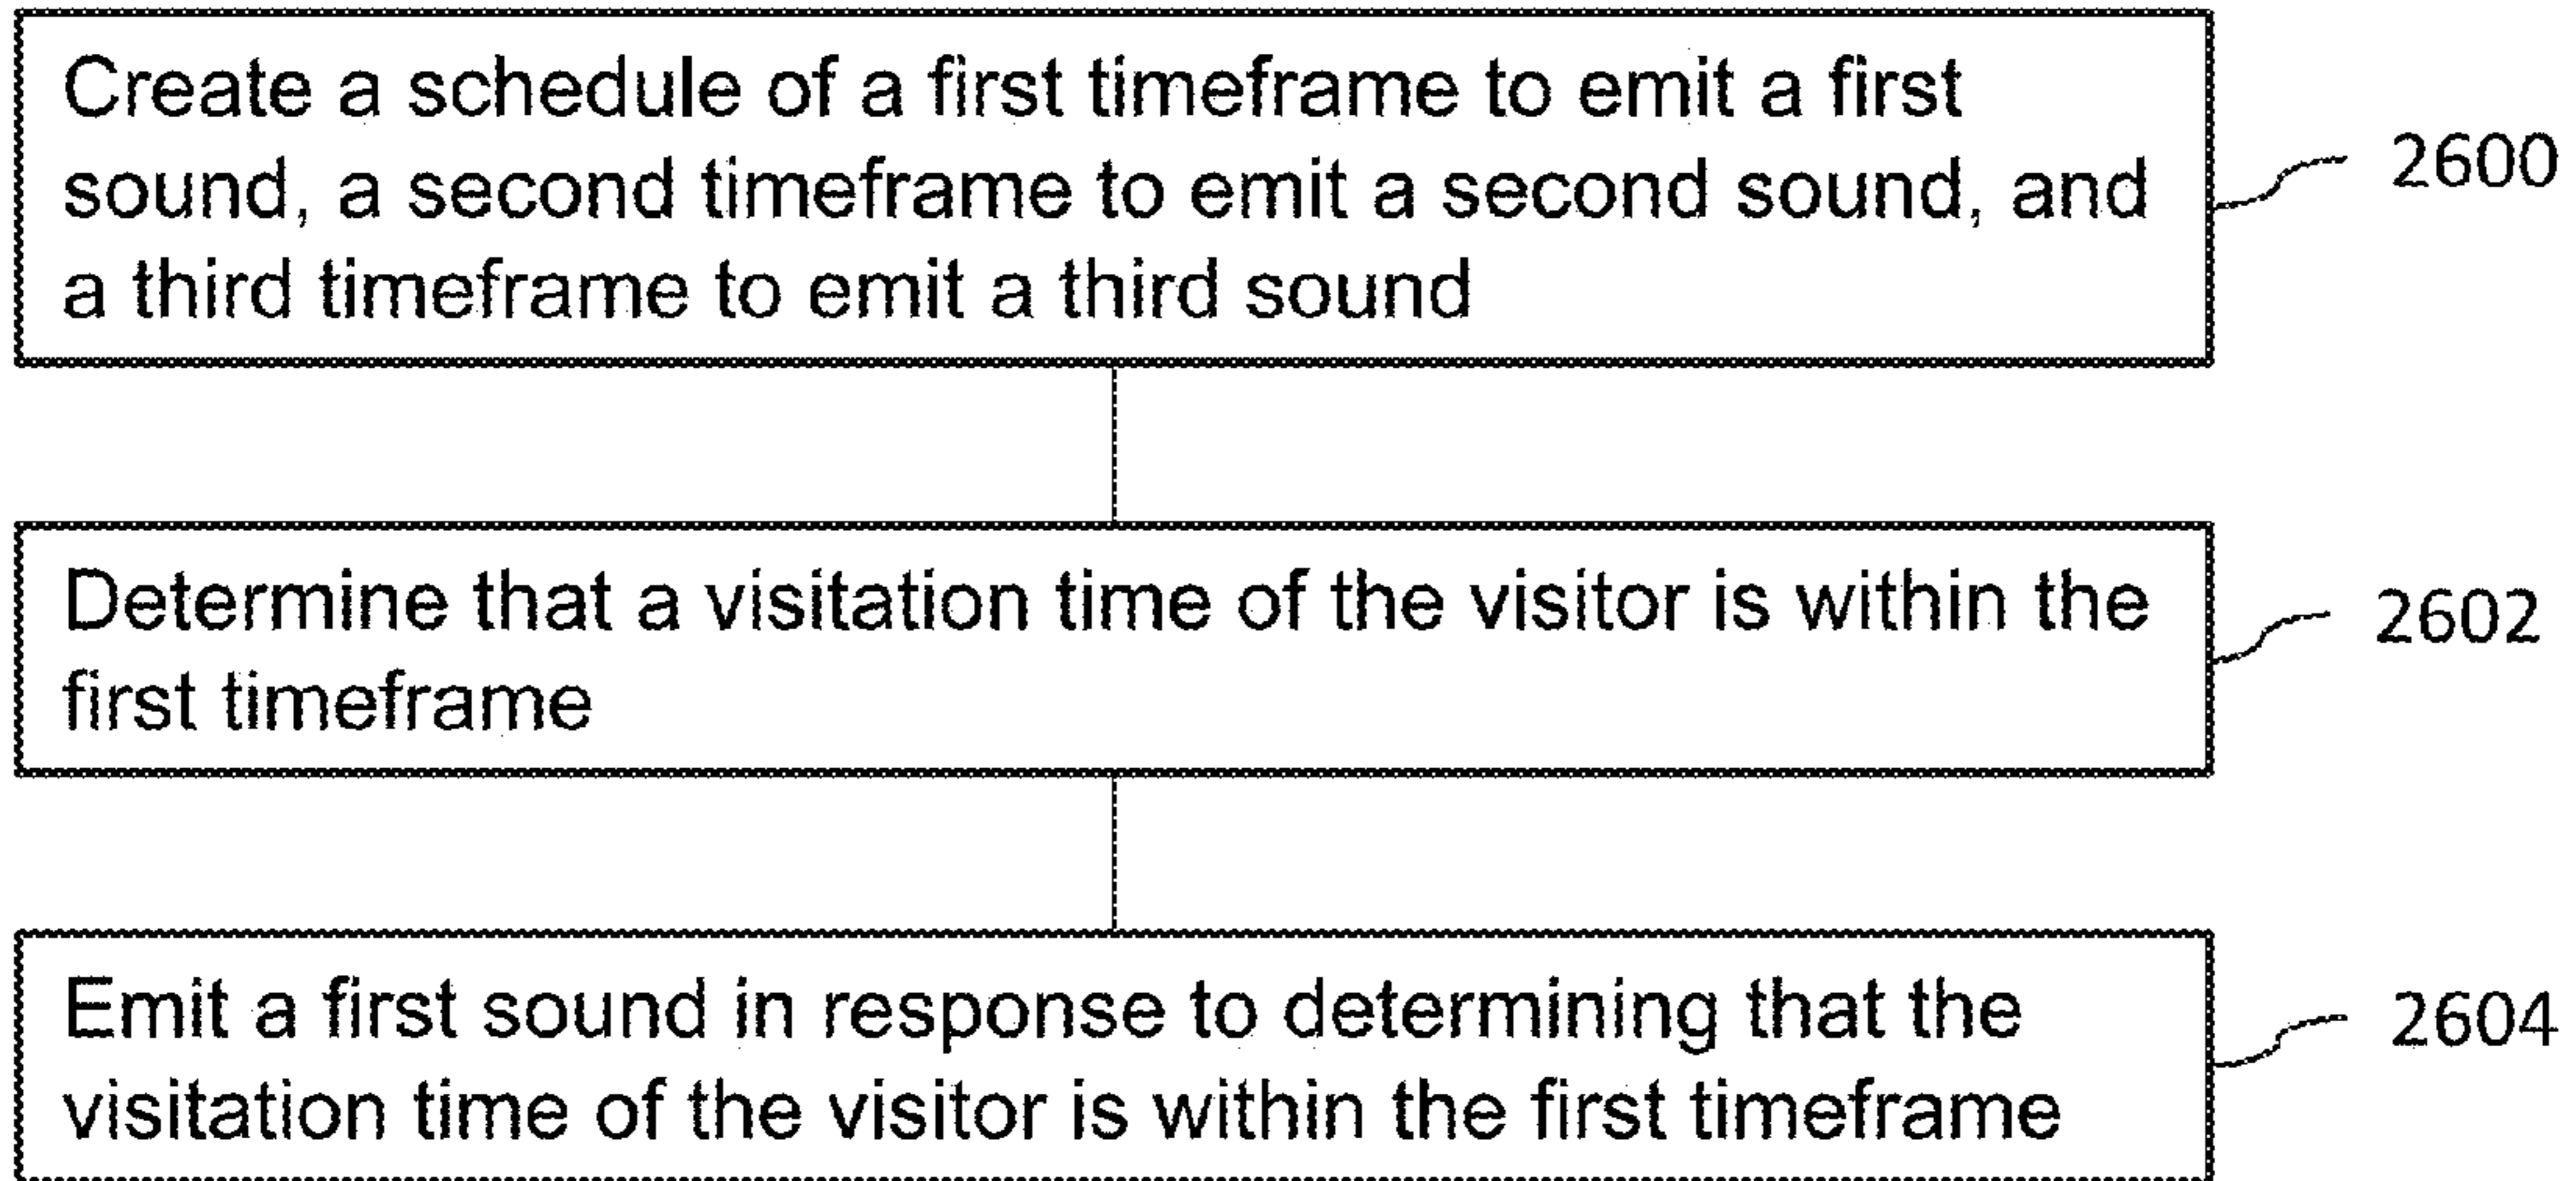 Create a schedule of a first timeframe to emit a first
sound, a second timeframe to emit a second sound, and
a third timeframe to emit a third sound
2600
Determine that a visitation time of the visitor is within the
first timeframe
2602
Emit a first sound in response to determining that the
visitation time of the visitor is within the first timeframe
2604